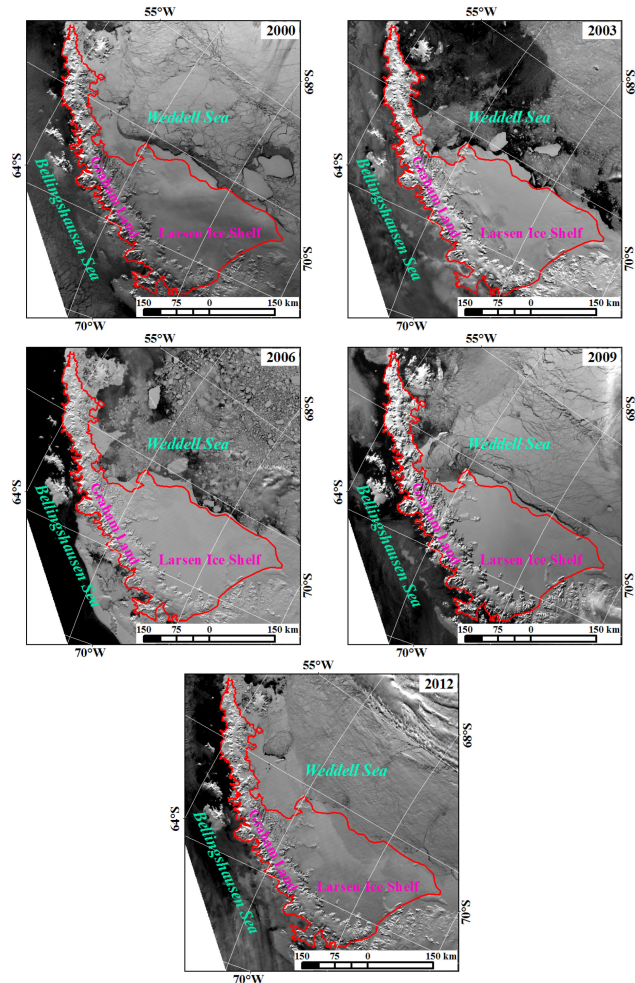 55°W
2000
68°S
Weddell Sea
64°S
Bellingshausen Sea
Graham Land
Larsen Ice Shelf
70°S
150 75 0 150 km
70°W
55°W
2003
68°S
Weddell Sea
64°S
Bellingshausen Sea
Graham Land
Larsen Ice Shelf
70°S
150 75 0 150 km
70°W
55°W
2006
68°S
Weddell Sea
64°S
Bellingshausen Sea
Graham Land
Larsen Ice Shelf
70°S
150 75 0 150 km
70°W
55°W
2009
68°S
Weddell Sea
64°S
Bellingshausen Sea
Graham Land
Larsen Ice Shelf
70°S
150 75 0 150 km
70°W
55°W
2012
68°S
Weddell Sea
64°S
Bellingshausen Sea
Graham Land
Larsen Ice Shelf
70°S
150 75 0 150 km
70°W